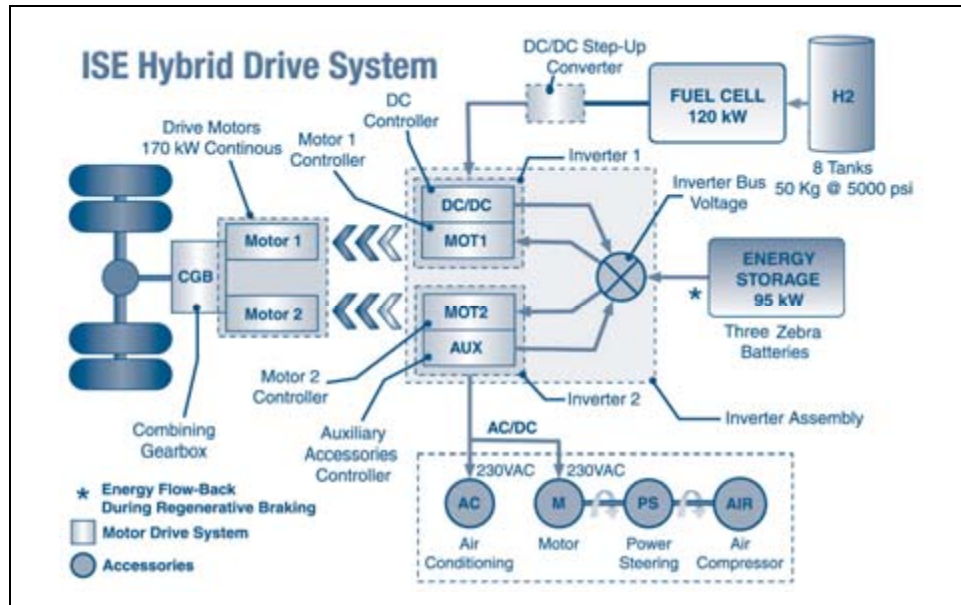 ISE Hybrid Drive System
DC/DC Step-Up
Converter
FUEL CELL
120 kW
H2
8 Tanks
50 Kg @ 5000 psi
DC
Controller
Drive Motors
170 kW Continous
Motor 1
Controller
Inverter 1
Inverter Bus
Voltage
DC/DC
MOT1
Motor 1
CGB
Motor 2
MOT2
AUX
ENERGY
STORAGE
95 kW
*
Three Zebra
Batteries
Motor 2
Controller
Inverter 2
Inverter Assembly
Combining
Gearbox
Auxiliary
Accessories
Controller
AC/DC
230VAC
230VAC
AC
M
PS
AIR
Air
Conditioning
Motor
Power
Steering
Air
Compressor
* Energy Flow-Back
During Regenerative Braking
Motor Drive System
Accessories